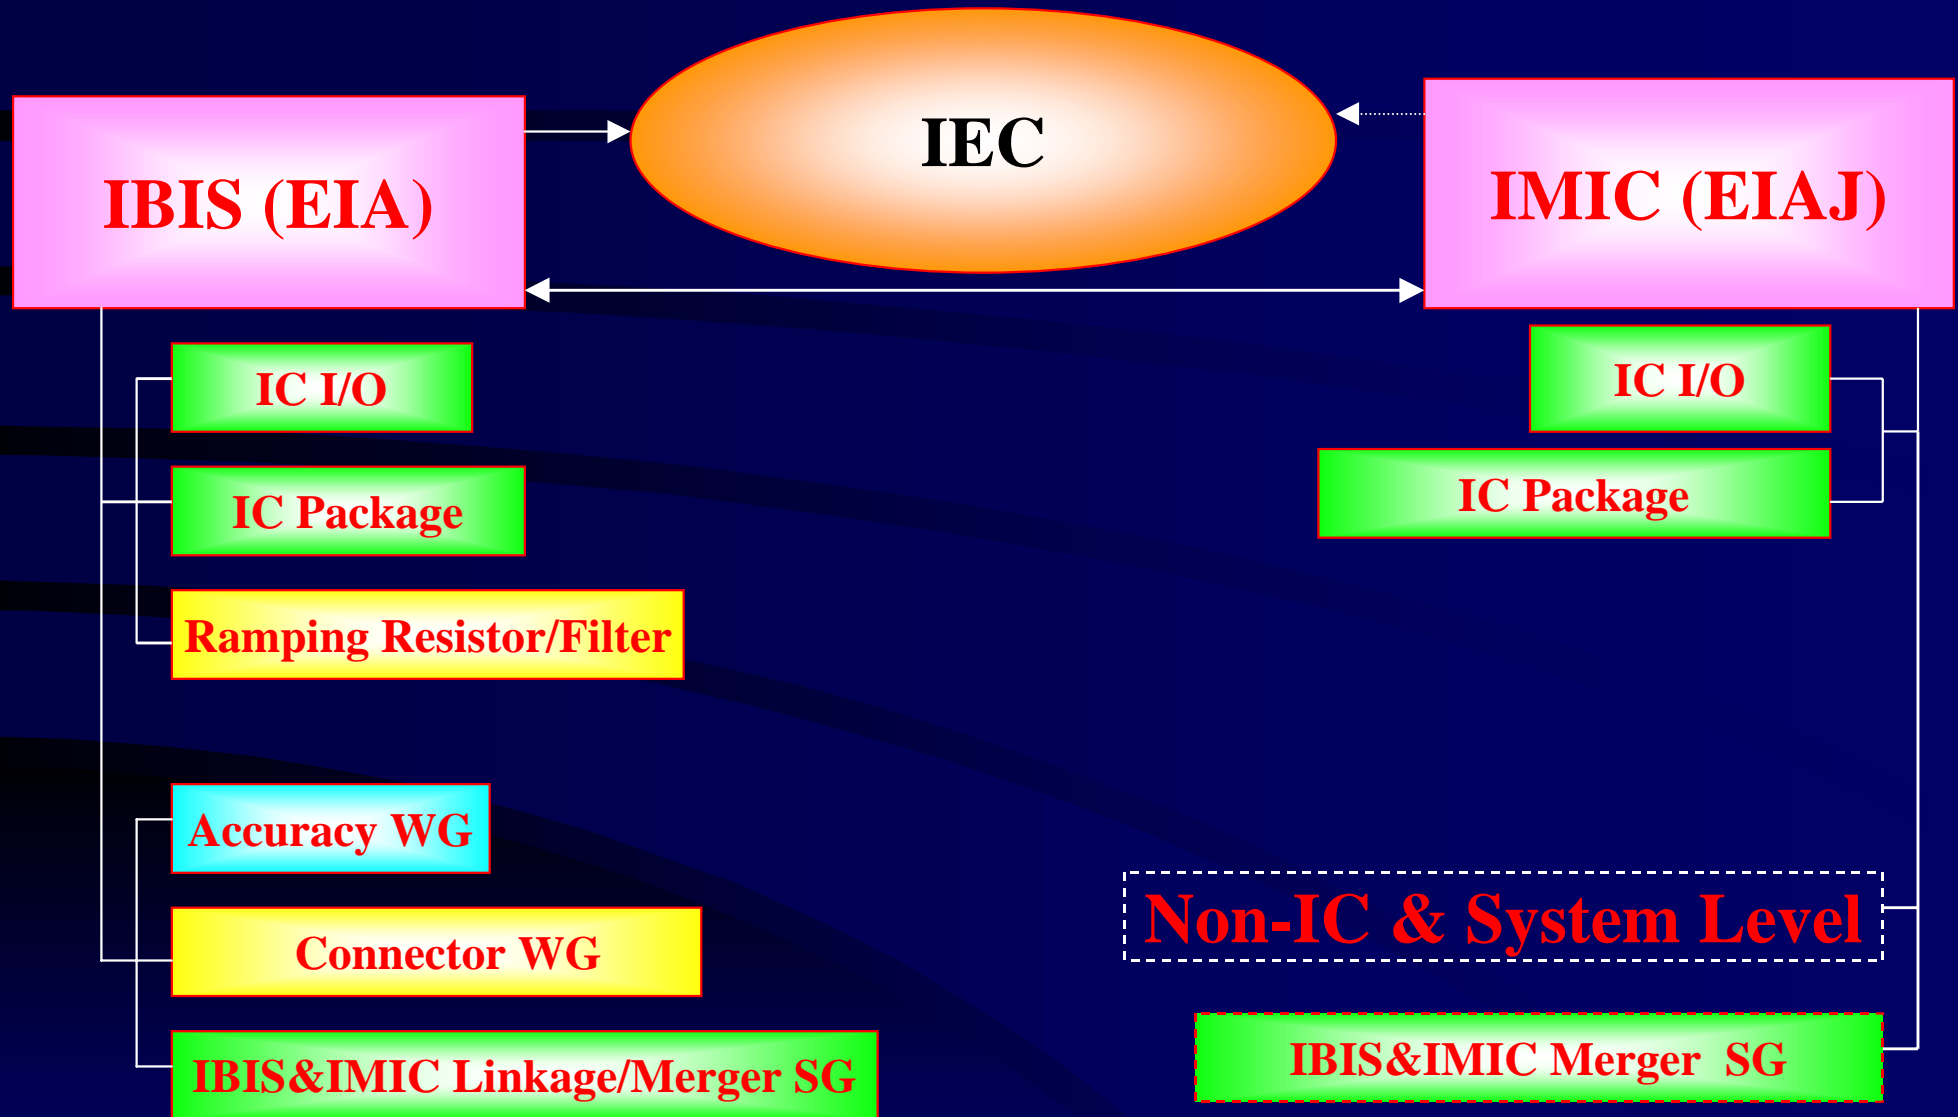 IEC
IBIS (EIA)
IMIC (EIAJ)
IC I/O
IC Package
Ramping Resistor/Filter
Accuracy WG
Connector WG
IBIS&IMIC Linkage/Merger SG
IC I/O
IC Package
Non-IC & System Level
IBIS&IMIC Merger SG